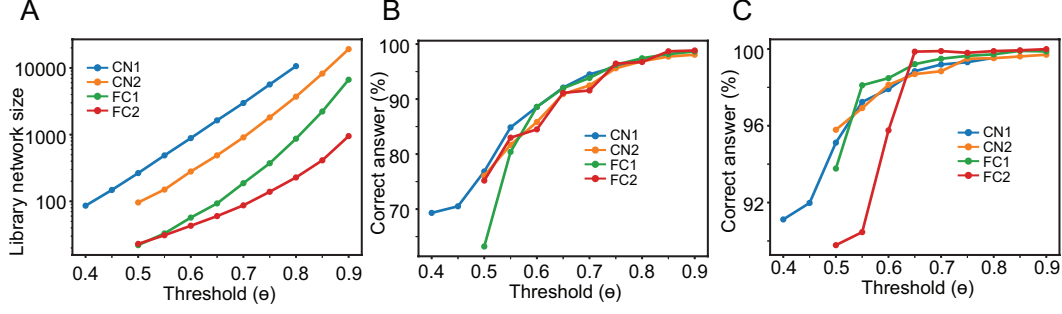 A
Library network size
10000
1000
100
CN1
CN2
FC1
FC2
0.4 0.5 0.6 0.7 0.8 0.9
Threshold (ɵ)
B
Correct answer (%)
100
90
80
70
CN1
CN2
FC1
FC2
0.4 0.5 0.6 0.7 0.8 0.9
Threshold (ɵ)
C
Correct answer (%)
100
96
92
CN1
CN2
FC1
FC2
0.4 0.5 0.6 0.7 0.8 0.9
Threshold (ɵ)